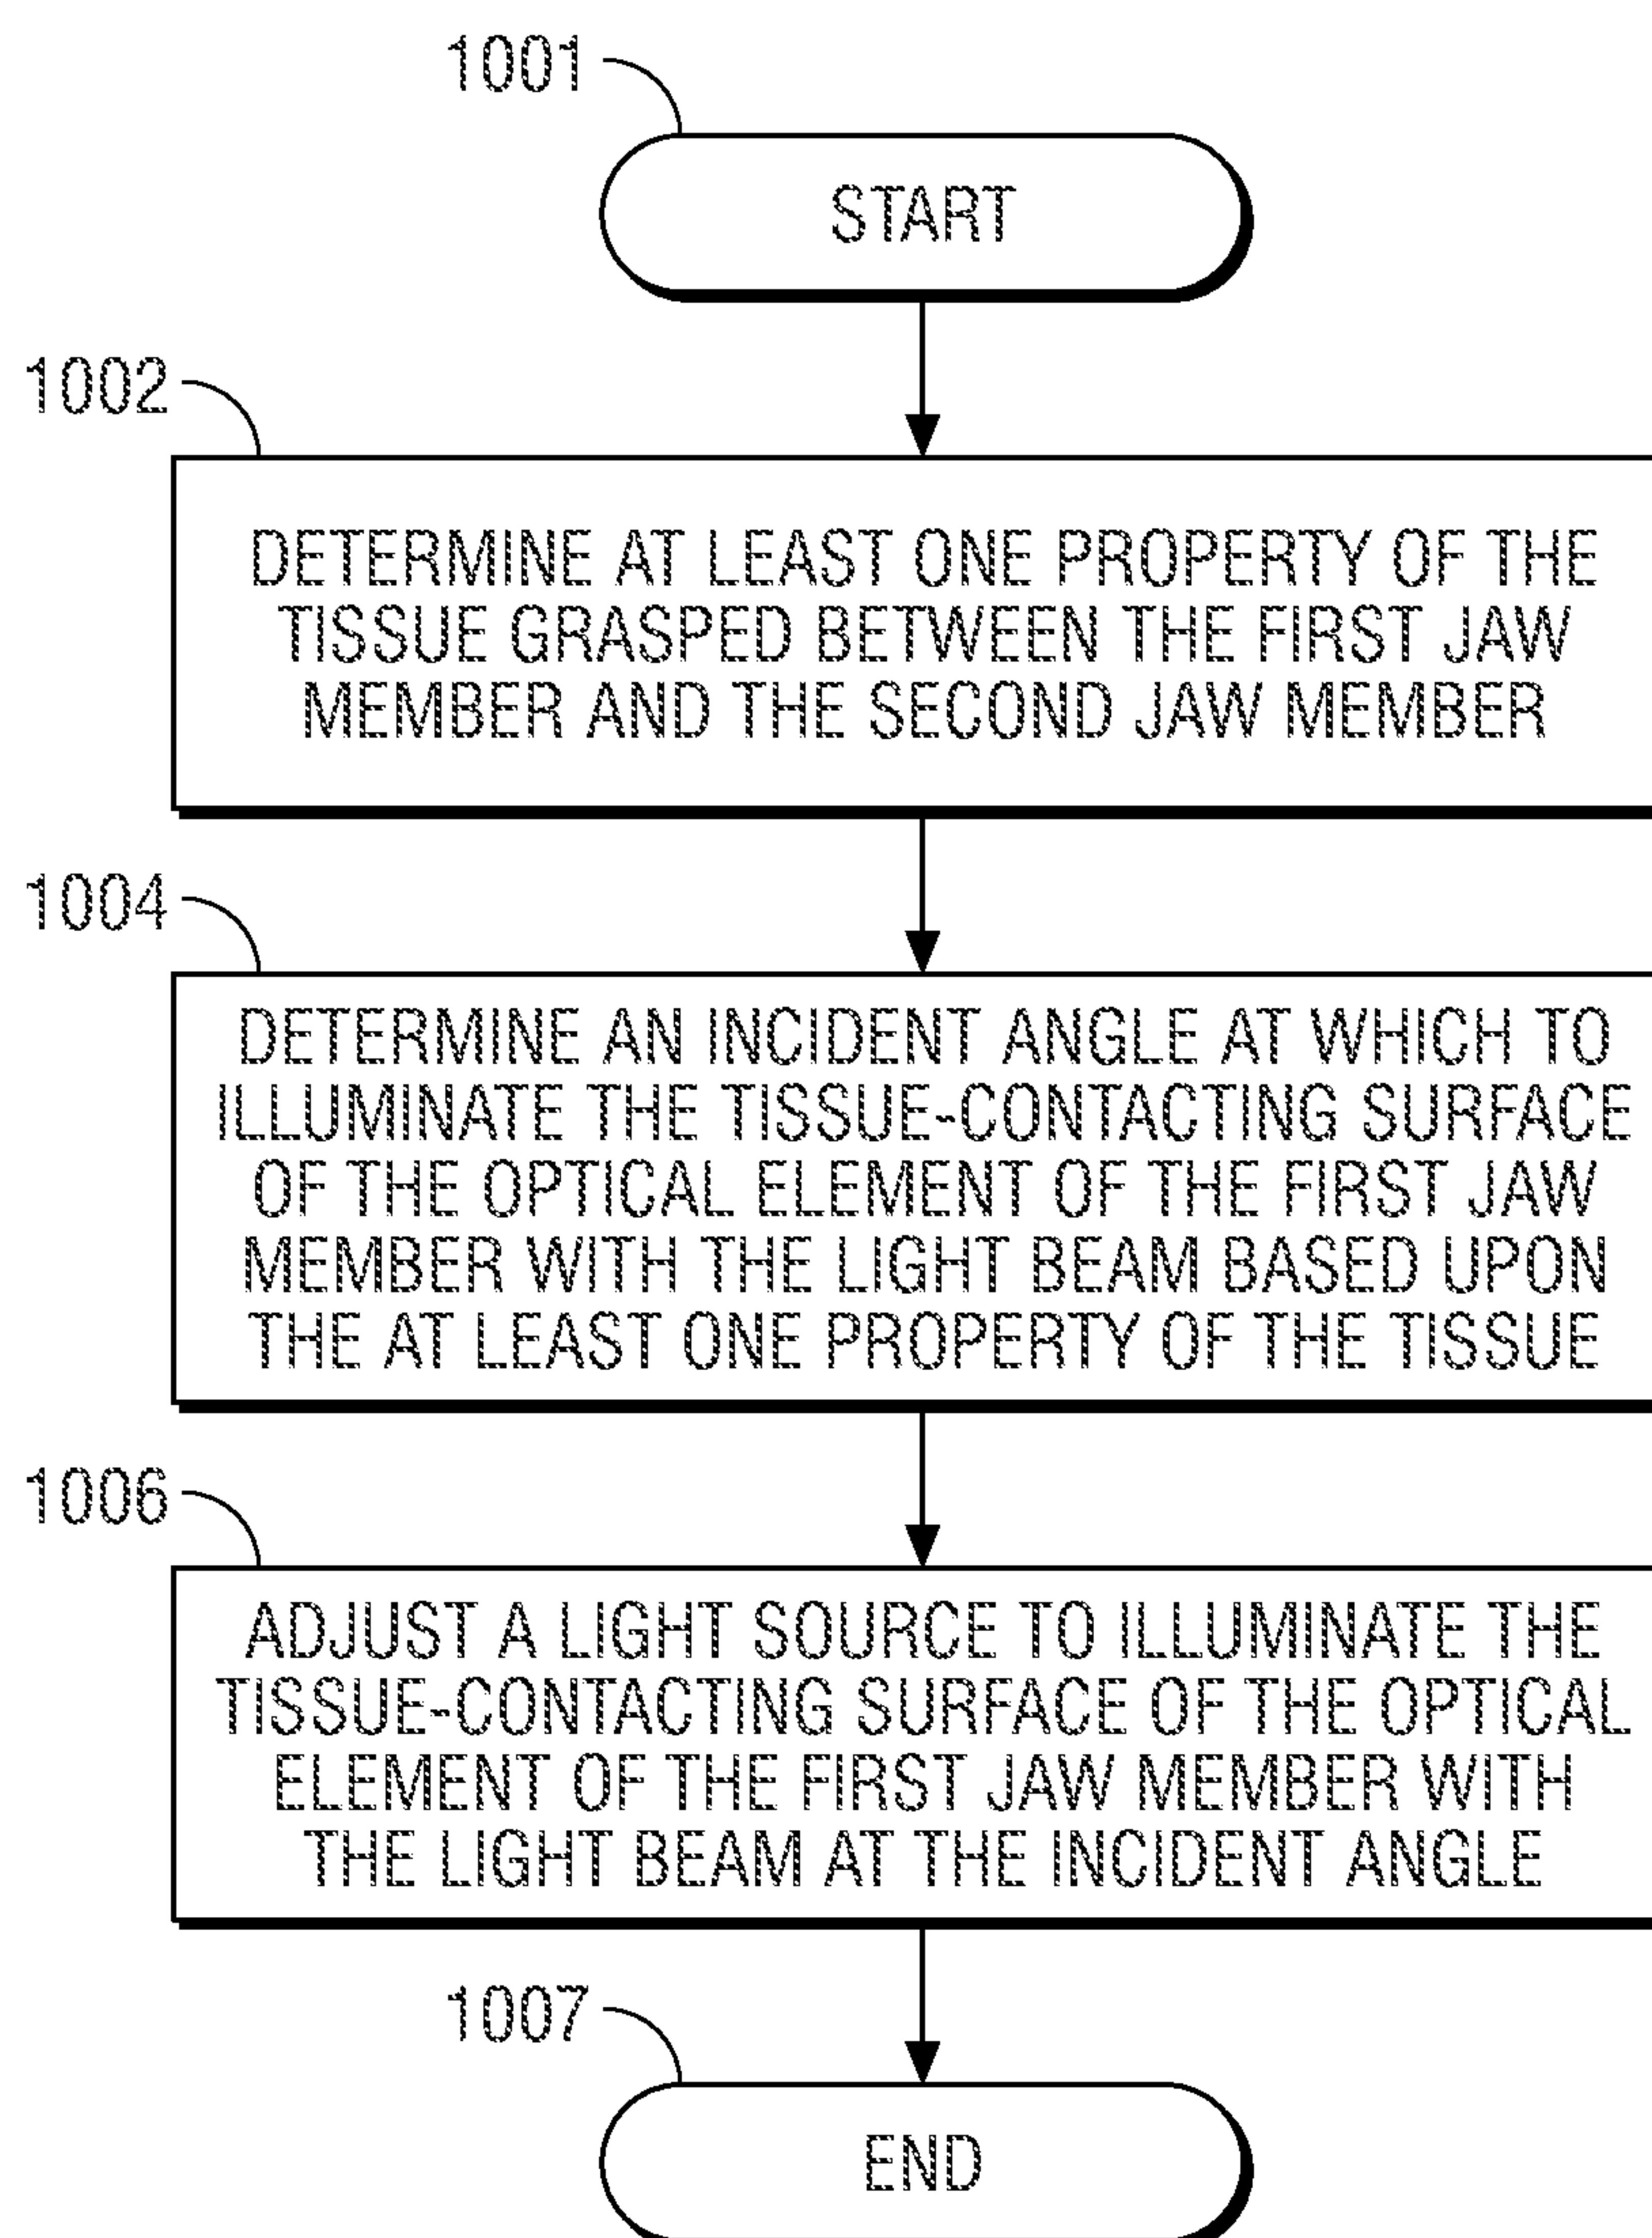 1001
START
1002
DETERMINE AT LEAST ONE PROPERTY OF THE
TISSUE GRASPED BETWEEN THE FIRST JAW
MEMBER AND THE SECOND JAW MEMBER
1004
DETERMINE AN INCIDENT ANGLE AT WHICH TO
ILLUMINATE THE TISSUE-CONTACTING SURFACE
OF THE OPTICAL ELEMENT OF THE FIRST JAW
MEMBER WITH THE LIGHT BEAM BASED UPON
THE AT LEAST ONE PROPERTY OF THE TISSUE
1006
ADJUST A LIGHT SOURCE TO ILLUMINATE THE
TISSUE-CONTACTING SURFACE OF THE OPTICAL
ELEMENT OF THE FIRST JAW MEMBER WITH
THE LIGHT BEAM AT THE INCIDENT ANGLE
1007
END